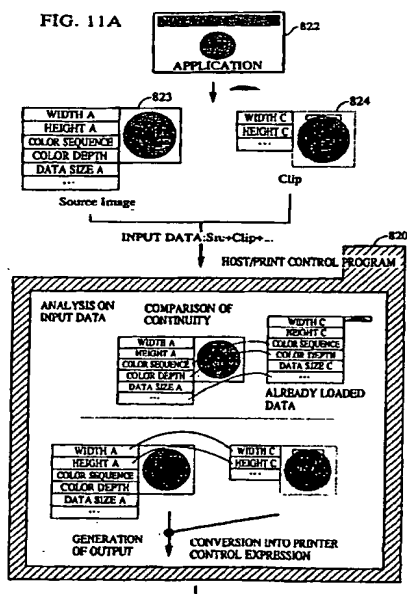 FIG. 11A
822
APPLICATION
823
WIDTH A
HEIGHT A
COLOR SEQUENCE
COLOR DEPTH
DATA SIZE A
...
Source Image
824
WIDTH C
HEIGHT C
...
Clip
INPUT DATA:Src+Clip+...
820
HOST/PRINT CONTROL PROGRAM
ANALYSIS ON
INPUT DATA
COMPARISON OF
CONTINUITY
WIDTH A
HEIGHT A
COLOR SEQUENCE
COLOR DEPTH
DATA SIZE A
...
WIDTH C
HEIGHT C
COLOR SEQUENCE
COLOR DEPTH
DATA SIZE C
...
ALREADY LOADED
DATA
WIDTH A
HEIGHT A
COLOR SEQUENCE
COLOR DEPTH
DATA SIZE A
...
WIDTH C
HEIGHT C
...
GENERATION
OF OUTPUT
CONVERSION INTO PRINTER
CONTROL EXPRESSION